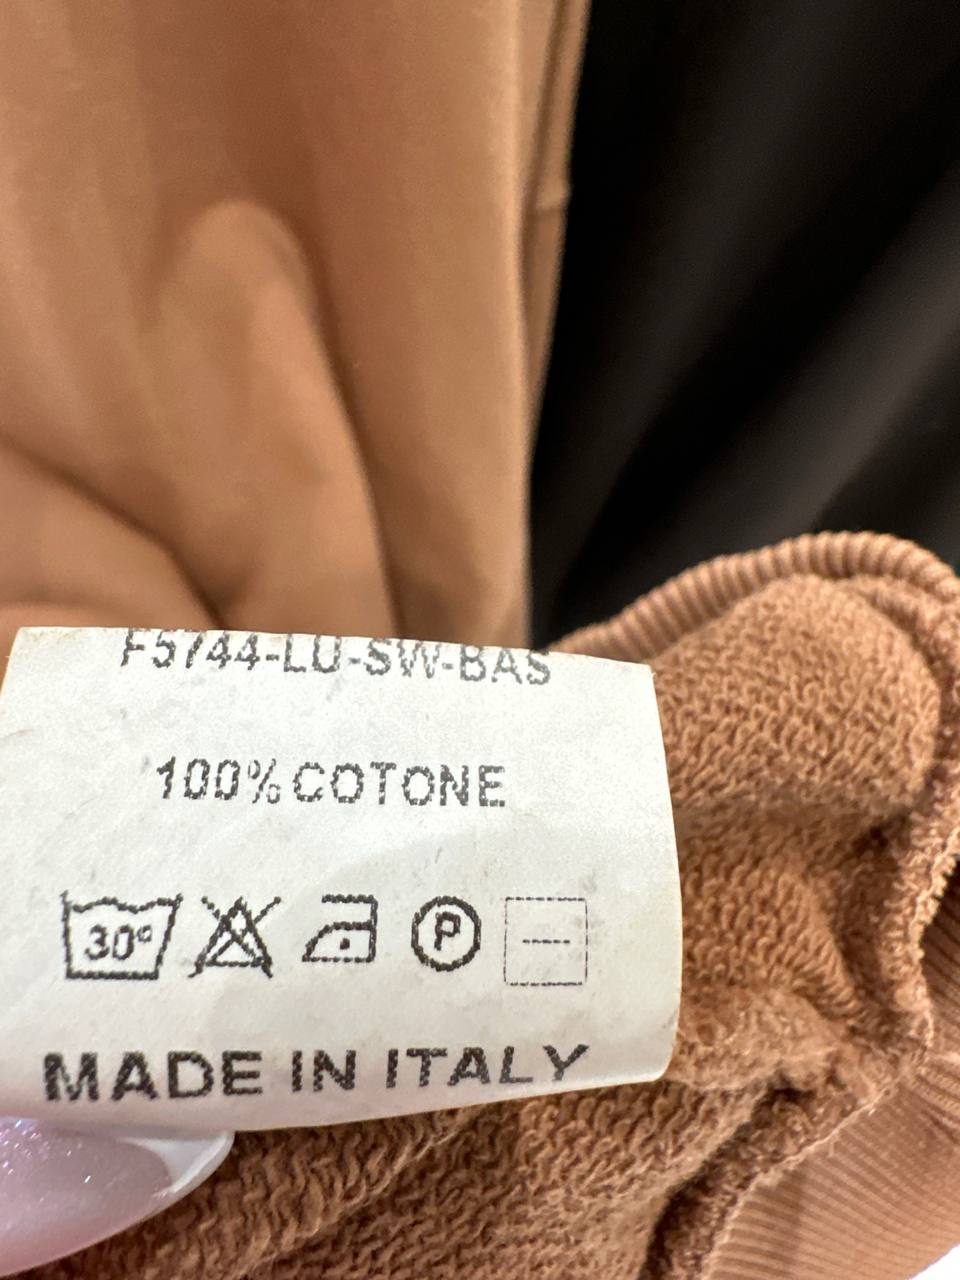 F5744-LU-SW-BAS
100% COTONE
30° P
MADE IN ITALY